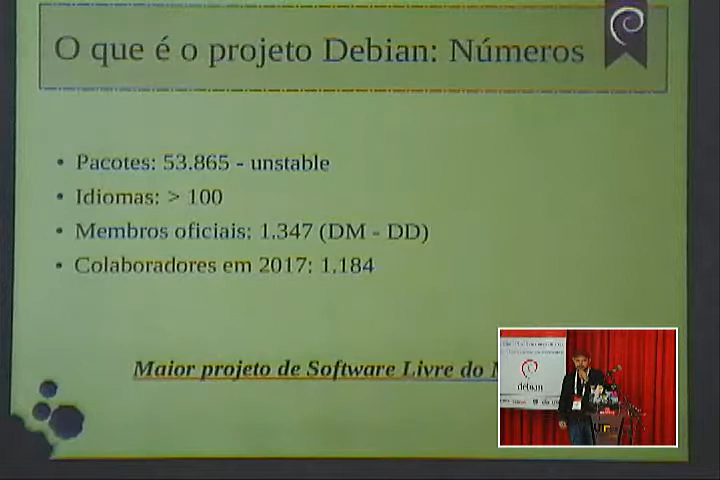 O que é o projeto Debian: Números
• Pacotes: 53.865 - unstable
• Idiomas: > 100
• Membros oficiais: 1.347 (DM - DD)
• Colaboradores em 2017: 1.184
Maior projeto de Software Livre do
debian